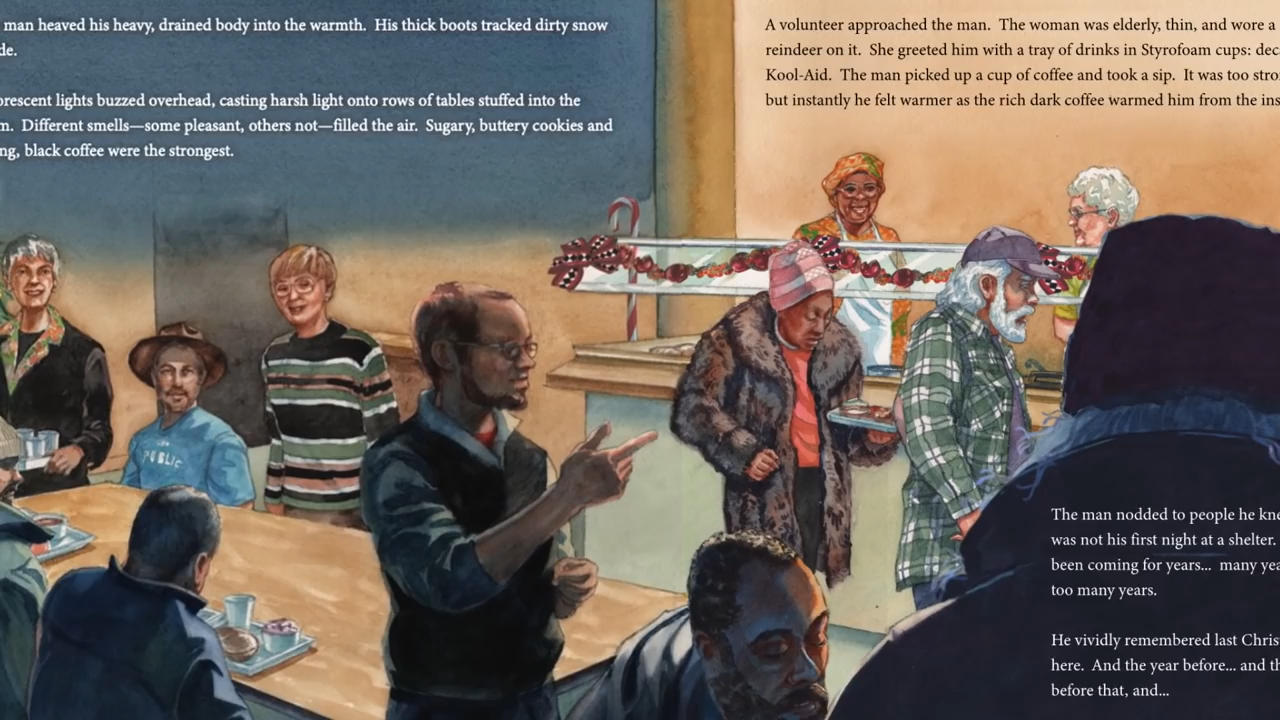 man heaved his heavy, drained body into the warmth. His thick boots tracked dirty snow
de.
orescent lights buzzed overhead, casting harsh light onto rows of tables stuffed into the
m. Different smells—some pleasant, others not—filled the air. Sugary, buttery cookies and
ng, black coffee were the strongest.
A volunteer approached the man. The woman was elderly, thin, and wore a
reindeer on it. She greeted him with a tray of drinks in Styrofoam cups: dec
Kool-Aid. The man picked up a cup of coffee and took a sip. It was too stro
but instantly he felt warmer as the rich dark coffee warmed him from the ins
PUBLIC
The man nodded to people he kne
was not his first night at a shelter.
been coming for years... many yea
too many years.
He vividly remembered last Chris
here. And the year before... and th
before that, and...